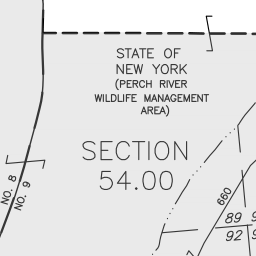 STATE OF
NEW YORK
(PERCH RIVER
WILDLIFE MANAGEMENT
AREA)
SECTION
54.00
NO. 8
NO. 9
660
89
92